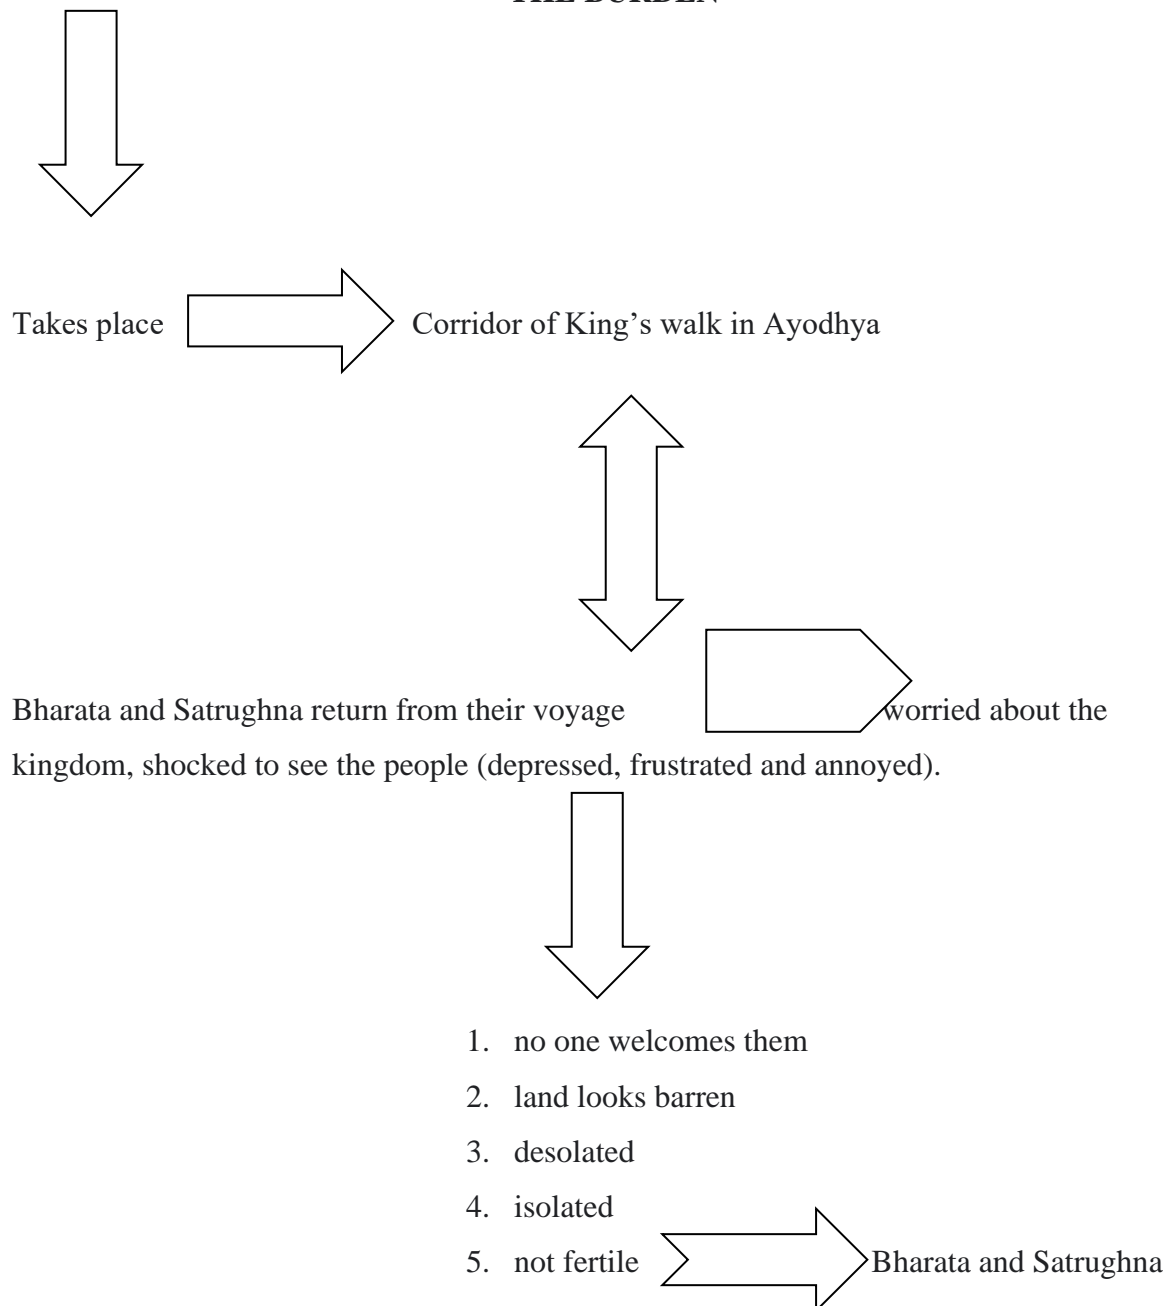 THE BURDEN
Takes place Corridor of King’s walk in Ayodhya
Bharata and Satrughna return from their voyage worried about the
kingdom, shocked to see the people (depressed, frustrated and annoyed).
1. no one welcomes them
2. land looks barren
3. desolated
4. isolated
5. not fertile Bharata and Satrughna